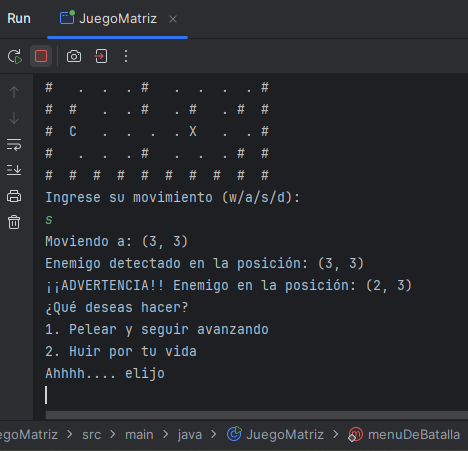 Run
JuegoMatriz
# . . . # . . . . #
# # . . # . # . # #
# C . . . . X . . #
# . . . # . . . # #
# # # # # # # # # #
Ingrese su movimiento (w/a/s/d):
s
Moviendo a: (3, 3)
Enemigo detectado en la posición: (3, 3)
¡¡ADVERTENCIA!! Enemigo en la posición: (2, 3)
¿Qué deseas hacer?
1. Pelear y seguir avanzando
2. Huir por tu vida
Ahhhh.... elijo
egoMatriz > src > main > java > JuegoMatriz > menuDeBatalla